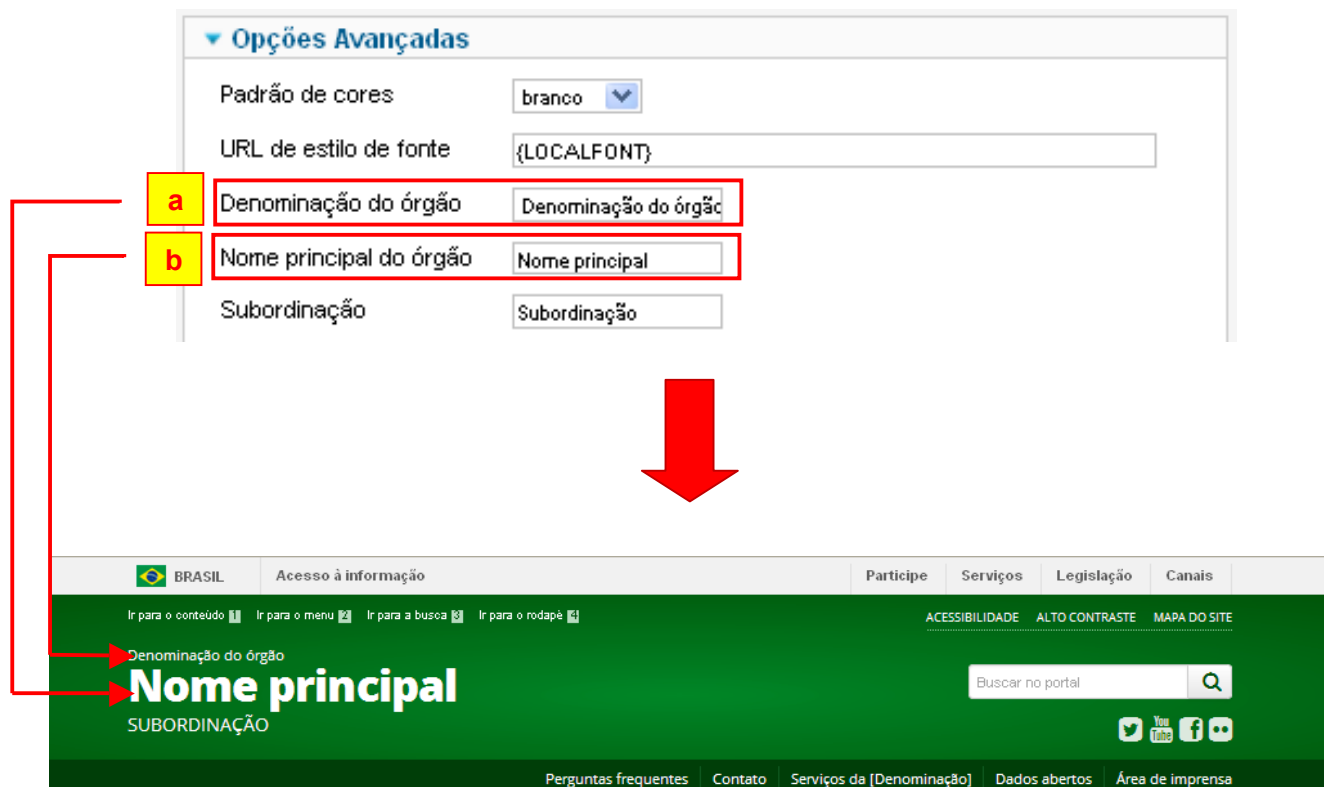 Opções Avançadas
Padrão de cores branco
URL de estilo de fonte {LOCALFONT}
a Denominação do órgão Denominação do órgão
b Nome principal do órgão Nome principal
Subordinação Subordinação
BRASIL Acesso à informação Participe Serviços Legislação Canais
Ir para o conteúdo 1 Ir para o menu 2 Ir para a busca 3 Ir para o rodapè 4 ACESSIBILIDADE ALTO CONTRASTE MAPA DO SITE
Denominação do órgão
Nome principal
Buscar no portal
SUBORDINAÇÃO
You Tube f
Perguntas frequentes Contato Serviços da [Denominação] Dados abertos Área de imprensa